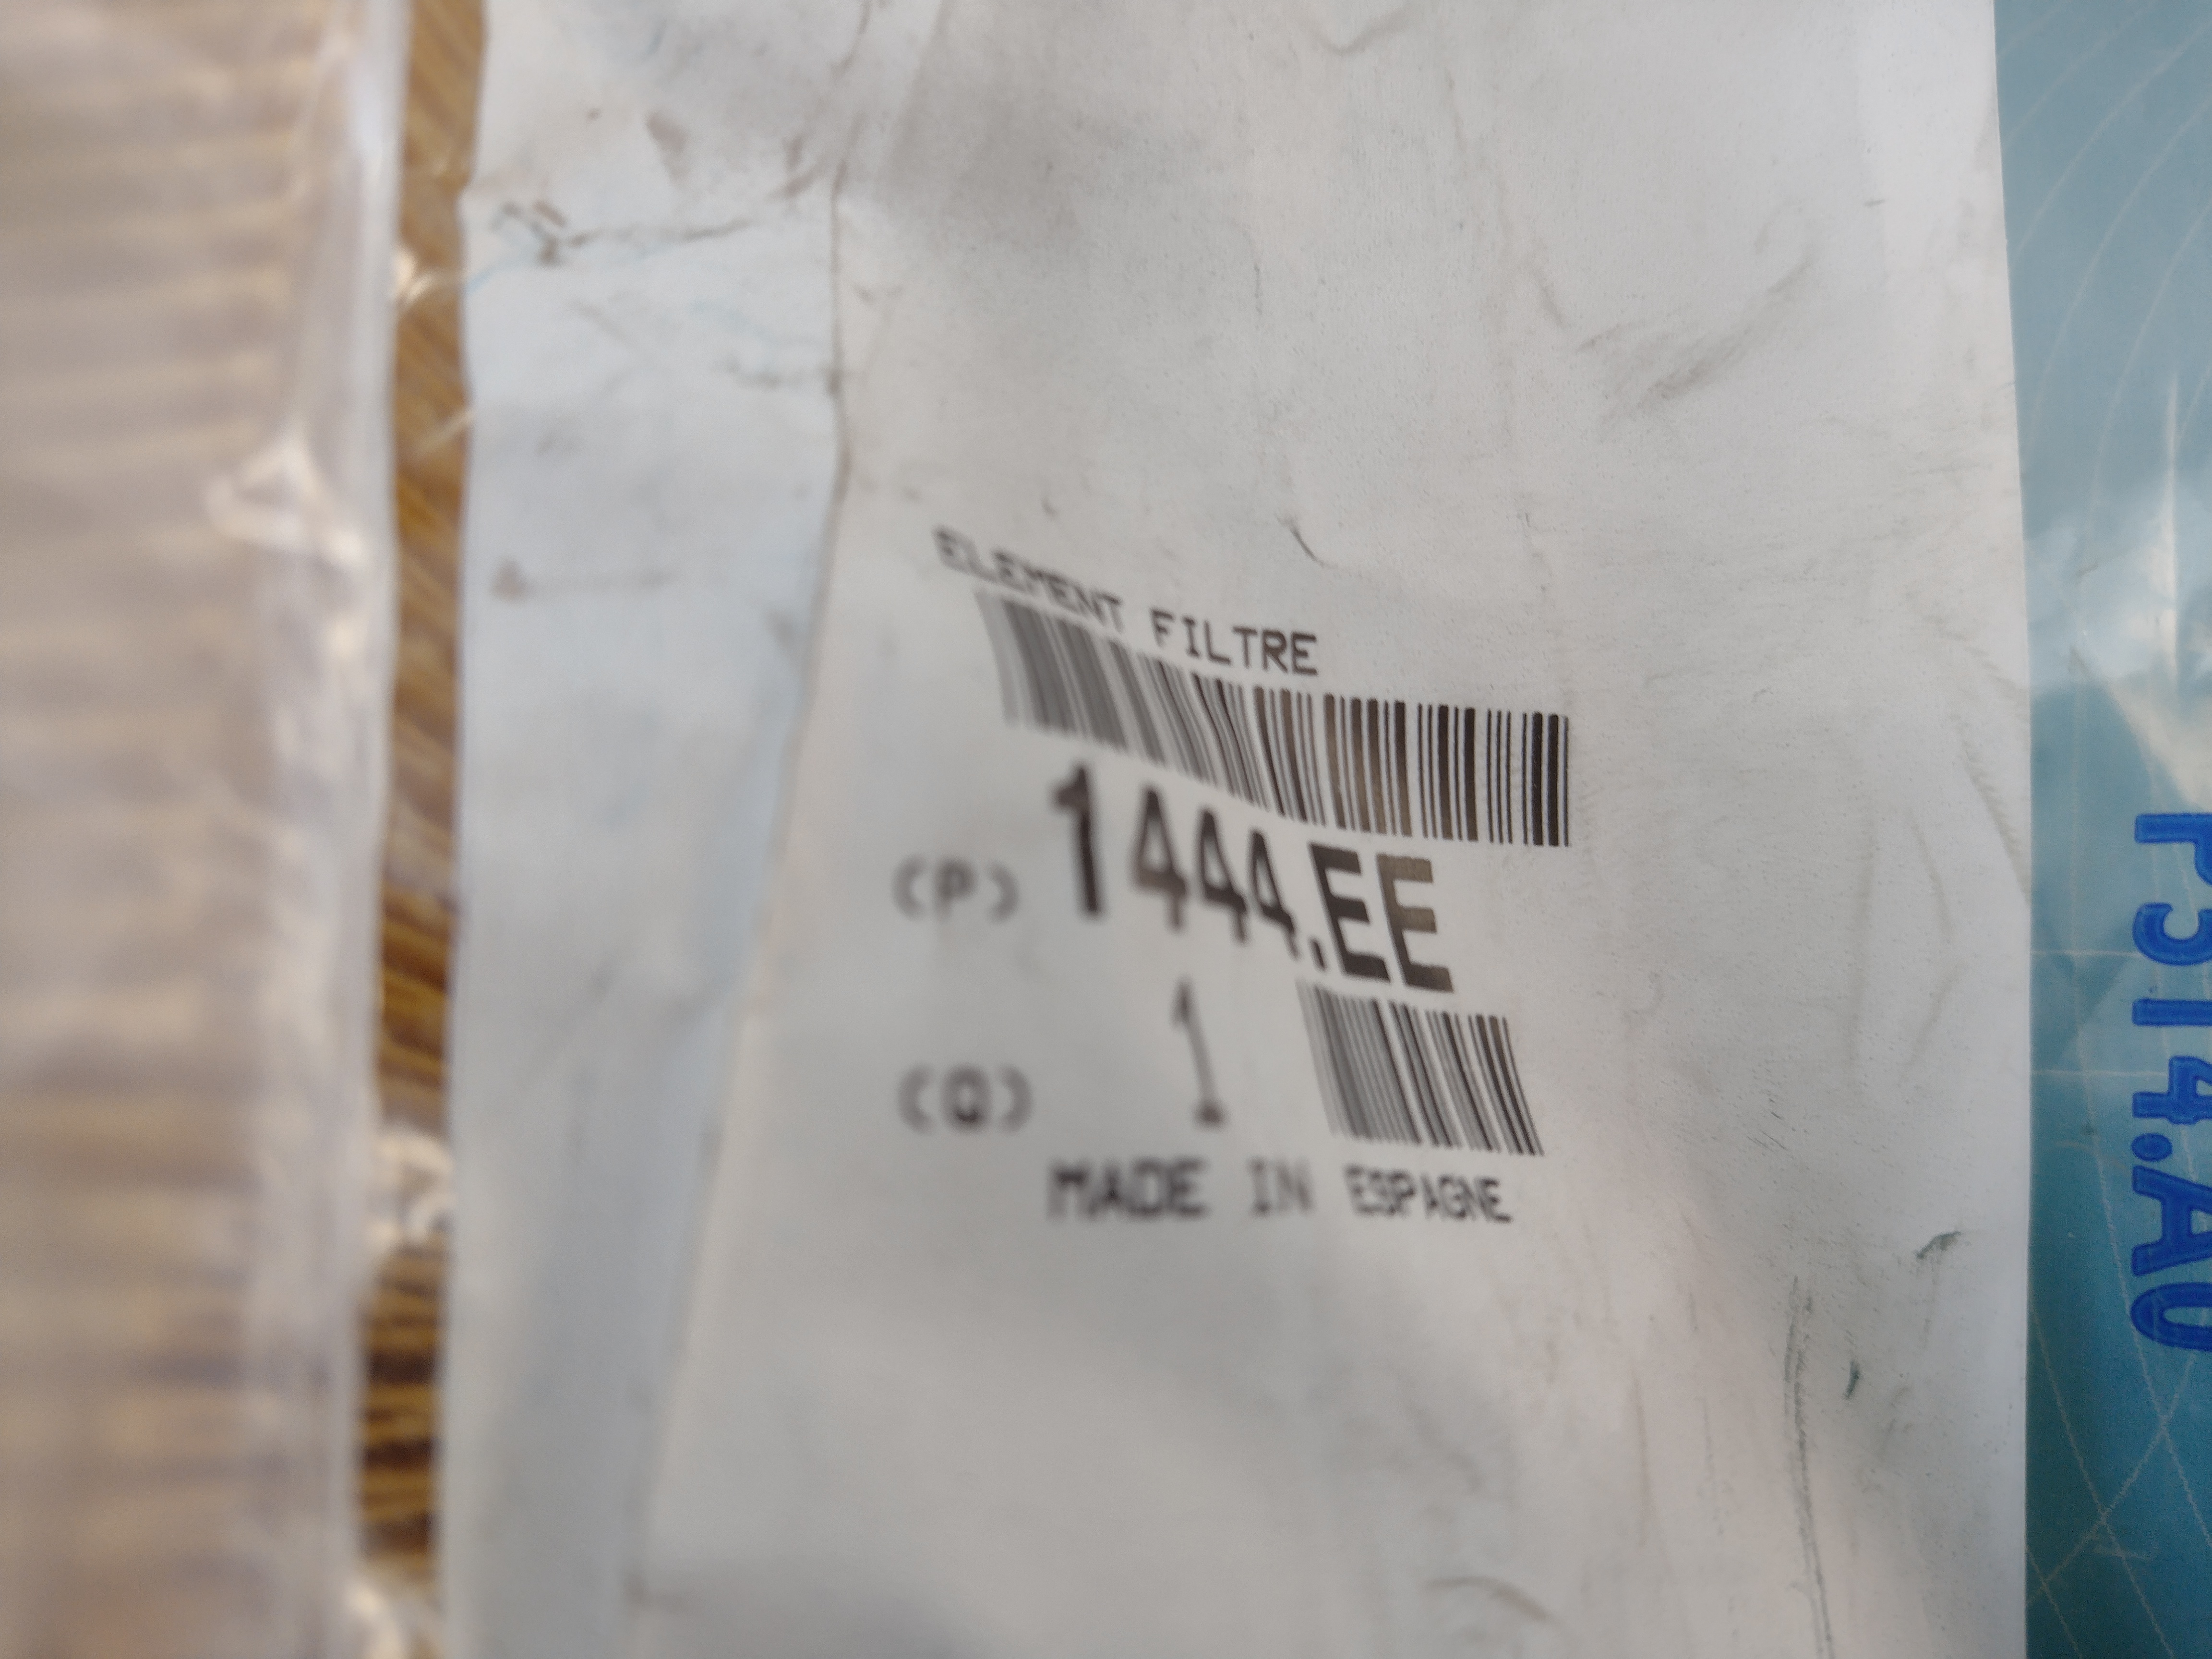 ELEMENT FILTRE
(P) 1444.EE
(Q) 1
MADE IN ESPAGNE
P514.A0